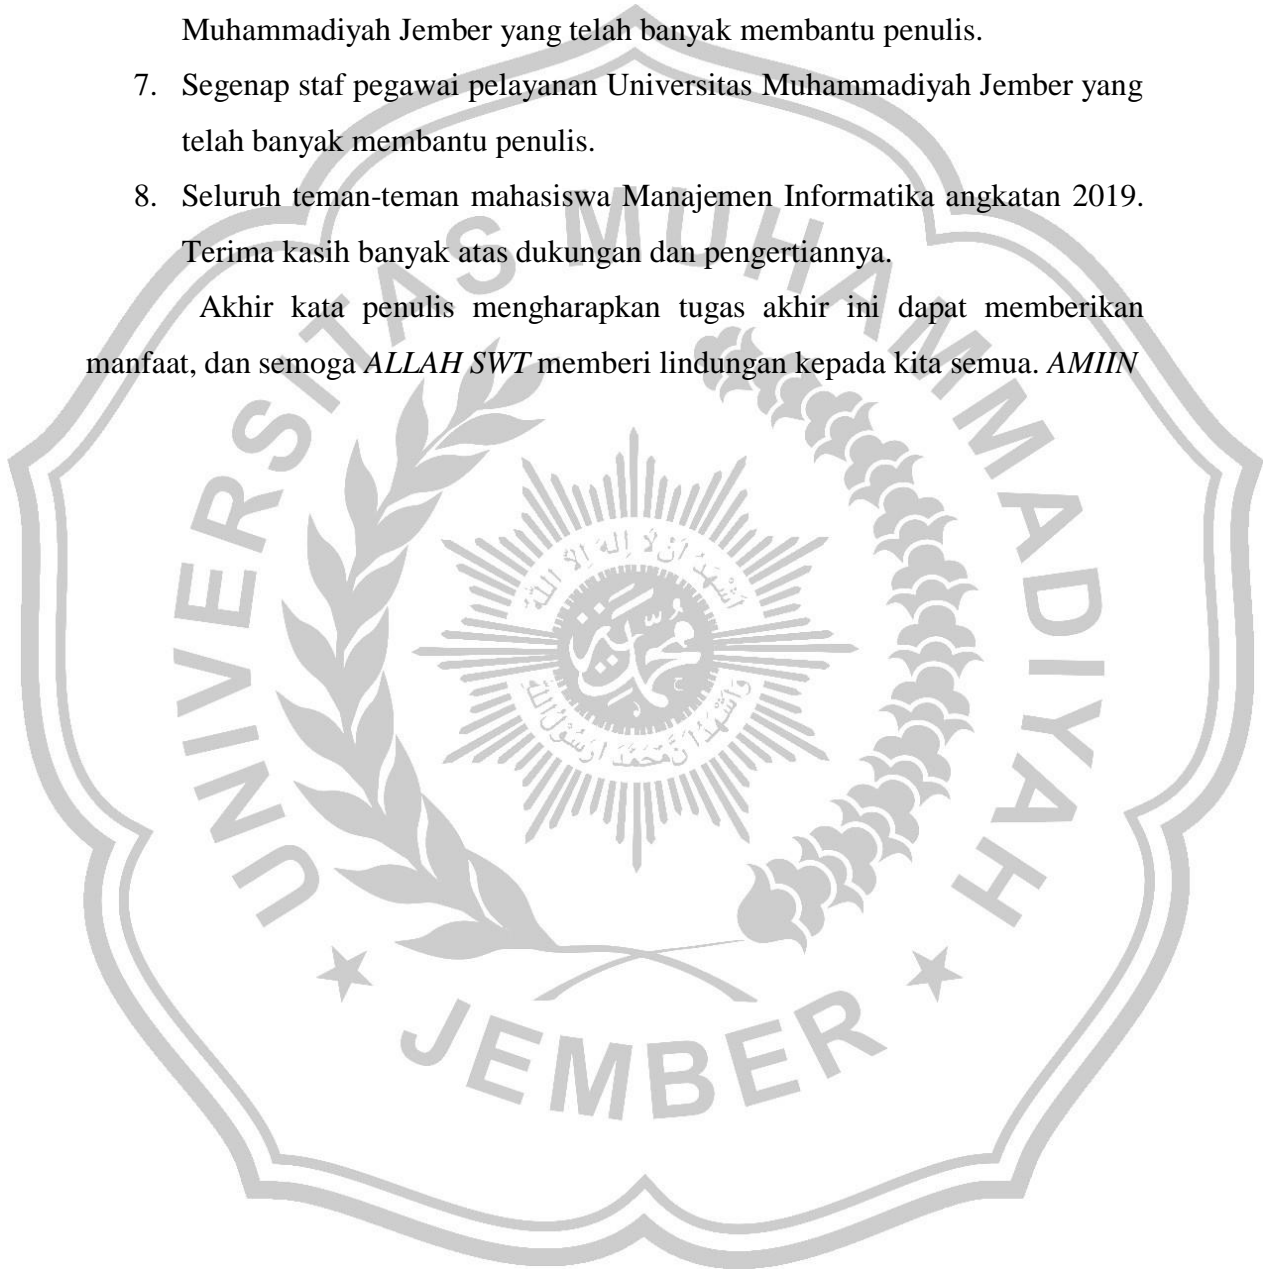 Muhammadiyah Jember yang telah banyak membantu penulis.
7. Segenap staf pegawai pelayanan Universitas Muhammadiyah Jember yang
telah banyak membantu penulis.
8. Seluruh teman-teman mahasiswa Manajemen Informatika angkatan 2019.
Terima kasih banyak atas dukungan dan pengertiannya.
Akhir kata penulis mengharapkan tugas akhir ini dapat memberikan
manfaat, dan semoga ALLAH SWT memberi lindungan kepada kita semua. AMIIN
UNIVERSITAS MUHAMMADIYAH
JEMBER
اَشْهَدُ اَنْ لَا اِلٰهَ اِلَّا اللهُ
مُحَمَّدِيَّة
وَاَشْهَدُ اَنَّ مُحَمَّدًا رَسُوْلُ اللهِ